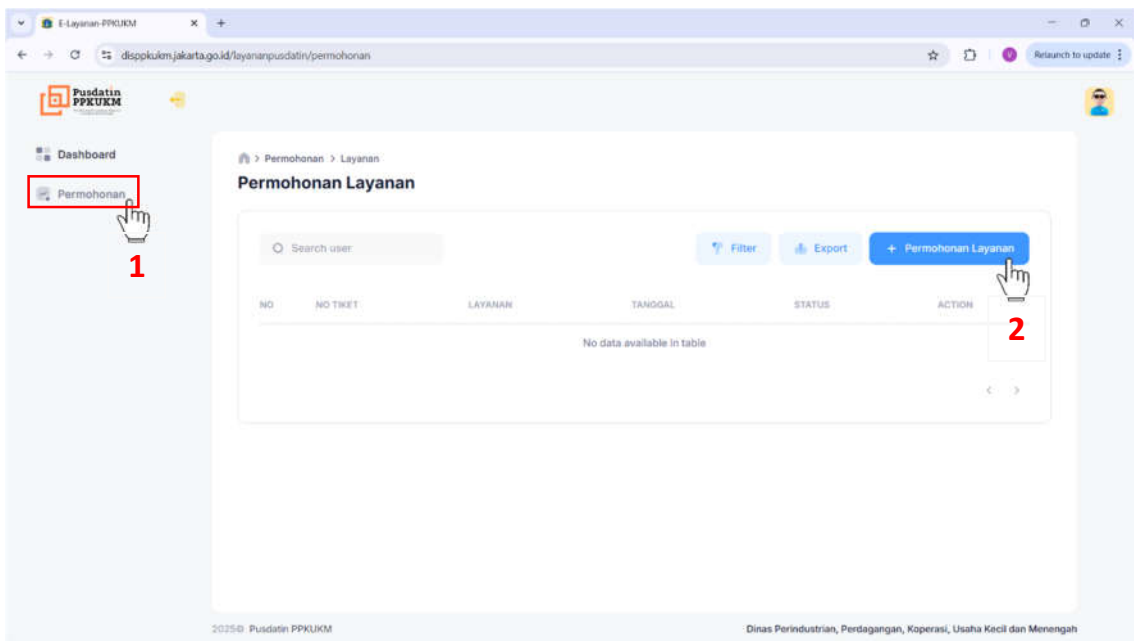 E-Layanan-PPKUKM
disppkukm.jakarta.go.id/layananpusdatin/permohonan
V
Relaunch to update
Pusdatin
PPKUKM
Dashboard
Permohonan
1
> Permohonan > Layanan
Permohonan Layanan
Search user
Filter
Export
+ Permohonan Layanan
2
NO NO TIKET LAYANAN TANGGAL STATUS ACTION
No data available in table
< >
2025© Pusdatin PPKUKM
Dinas Perindustrian, Perdagangan, Koperasi, Usaha Kecil dan Menengah